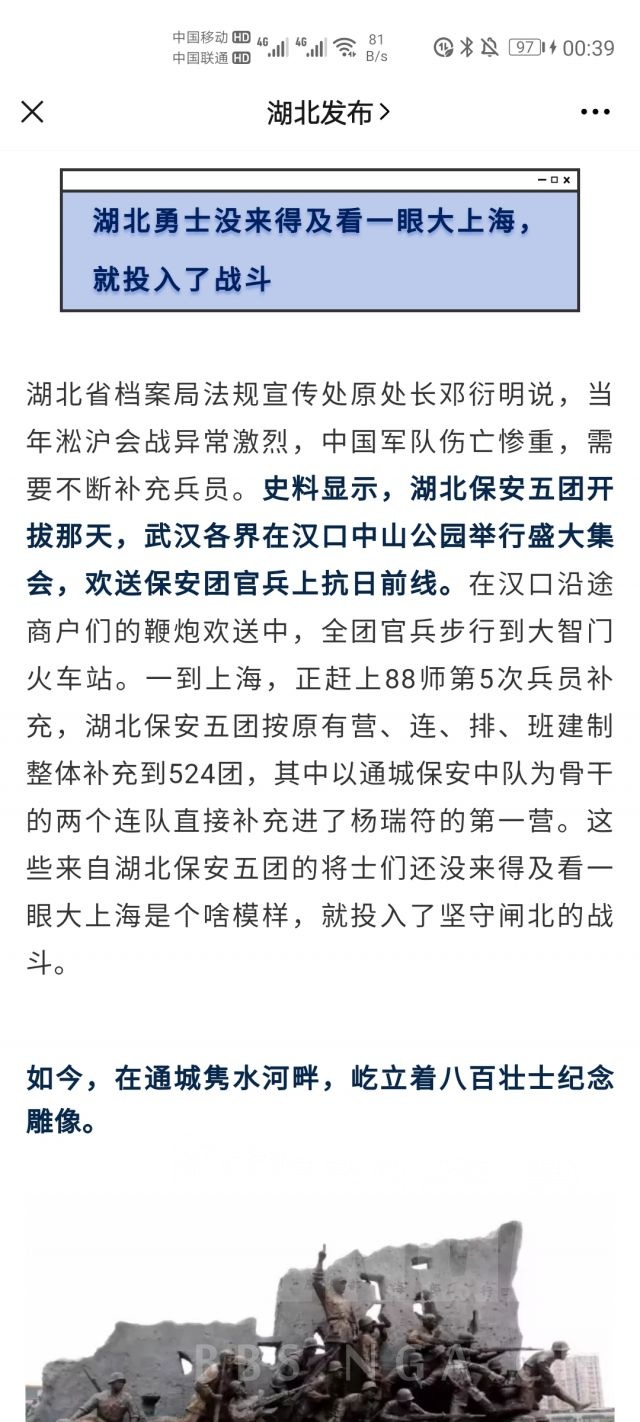 中国移动 HD 4G 4G 81 97 00:39
中国联通 HD B/s
湖北发布
湖北勇士没来得及看一眼大上海，
就投入了战斗
湖北省档案局法规宣传处原处长邓衍明说，当
年淞沪会战异常激烈，中国军队伤亡惨重，需
要不断补充兵员。史料显示，湖北保安五团开
拔那天，武汉各界在汉口中山公园举行盛大集
会，欢送保安团官兵上抗日前线。在汉口沿途
商户们的鞭炮欢送中，全团官兵步行到大智门
火车站。一到上海，正赶上88师第5次兵员补
充，湖北保安五团按原有营、连、排、班建制
整体补充到524团，其中以通城保安中队为骨干
的两个连队直接补充进了杨瑞符的第一营。这
些来自湖北保安五团的将士们还没来得及看一
眼大上海是个啥模样，就投入了坚守闸北的战
斗。
如今，在通城隽水河畔，屹立着八百壮士纪念
雕像。
BBS NGA